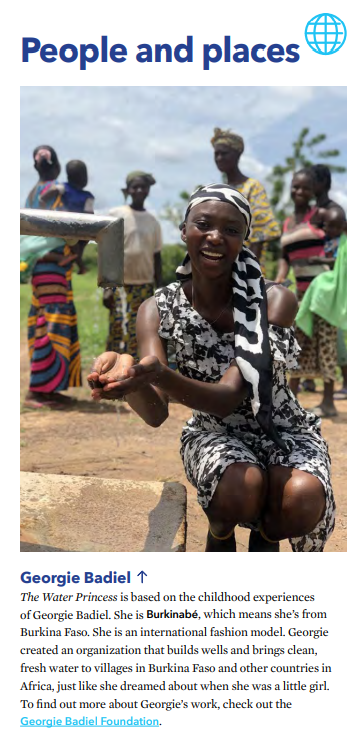 People and places
Georgie Badiel ↑
The Water Princess is based on the childhood experiences
of Georgie Badiel. She is Burkinabé, which means she’s from
Burkina Faso. She is an international fashion model. Georgie
created an organization that builds wells and brings clean,
fresh water to villages in Burkina Faso and other countries in
Africa, just like she dreamed about when she was a little girl.
To find out more about Georgie’s work, check out the
Georgie Badiel Foundation.